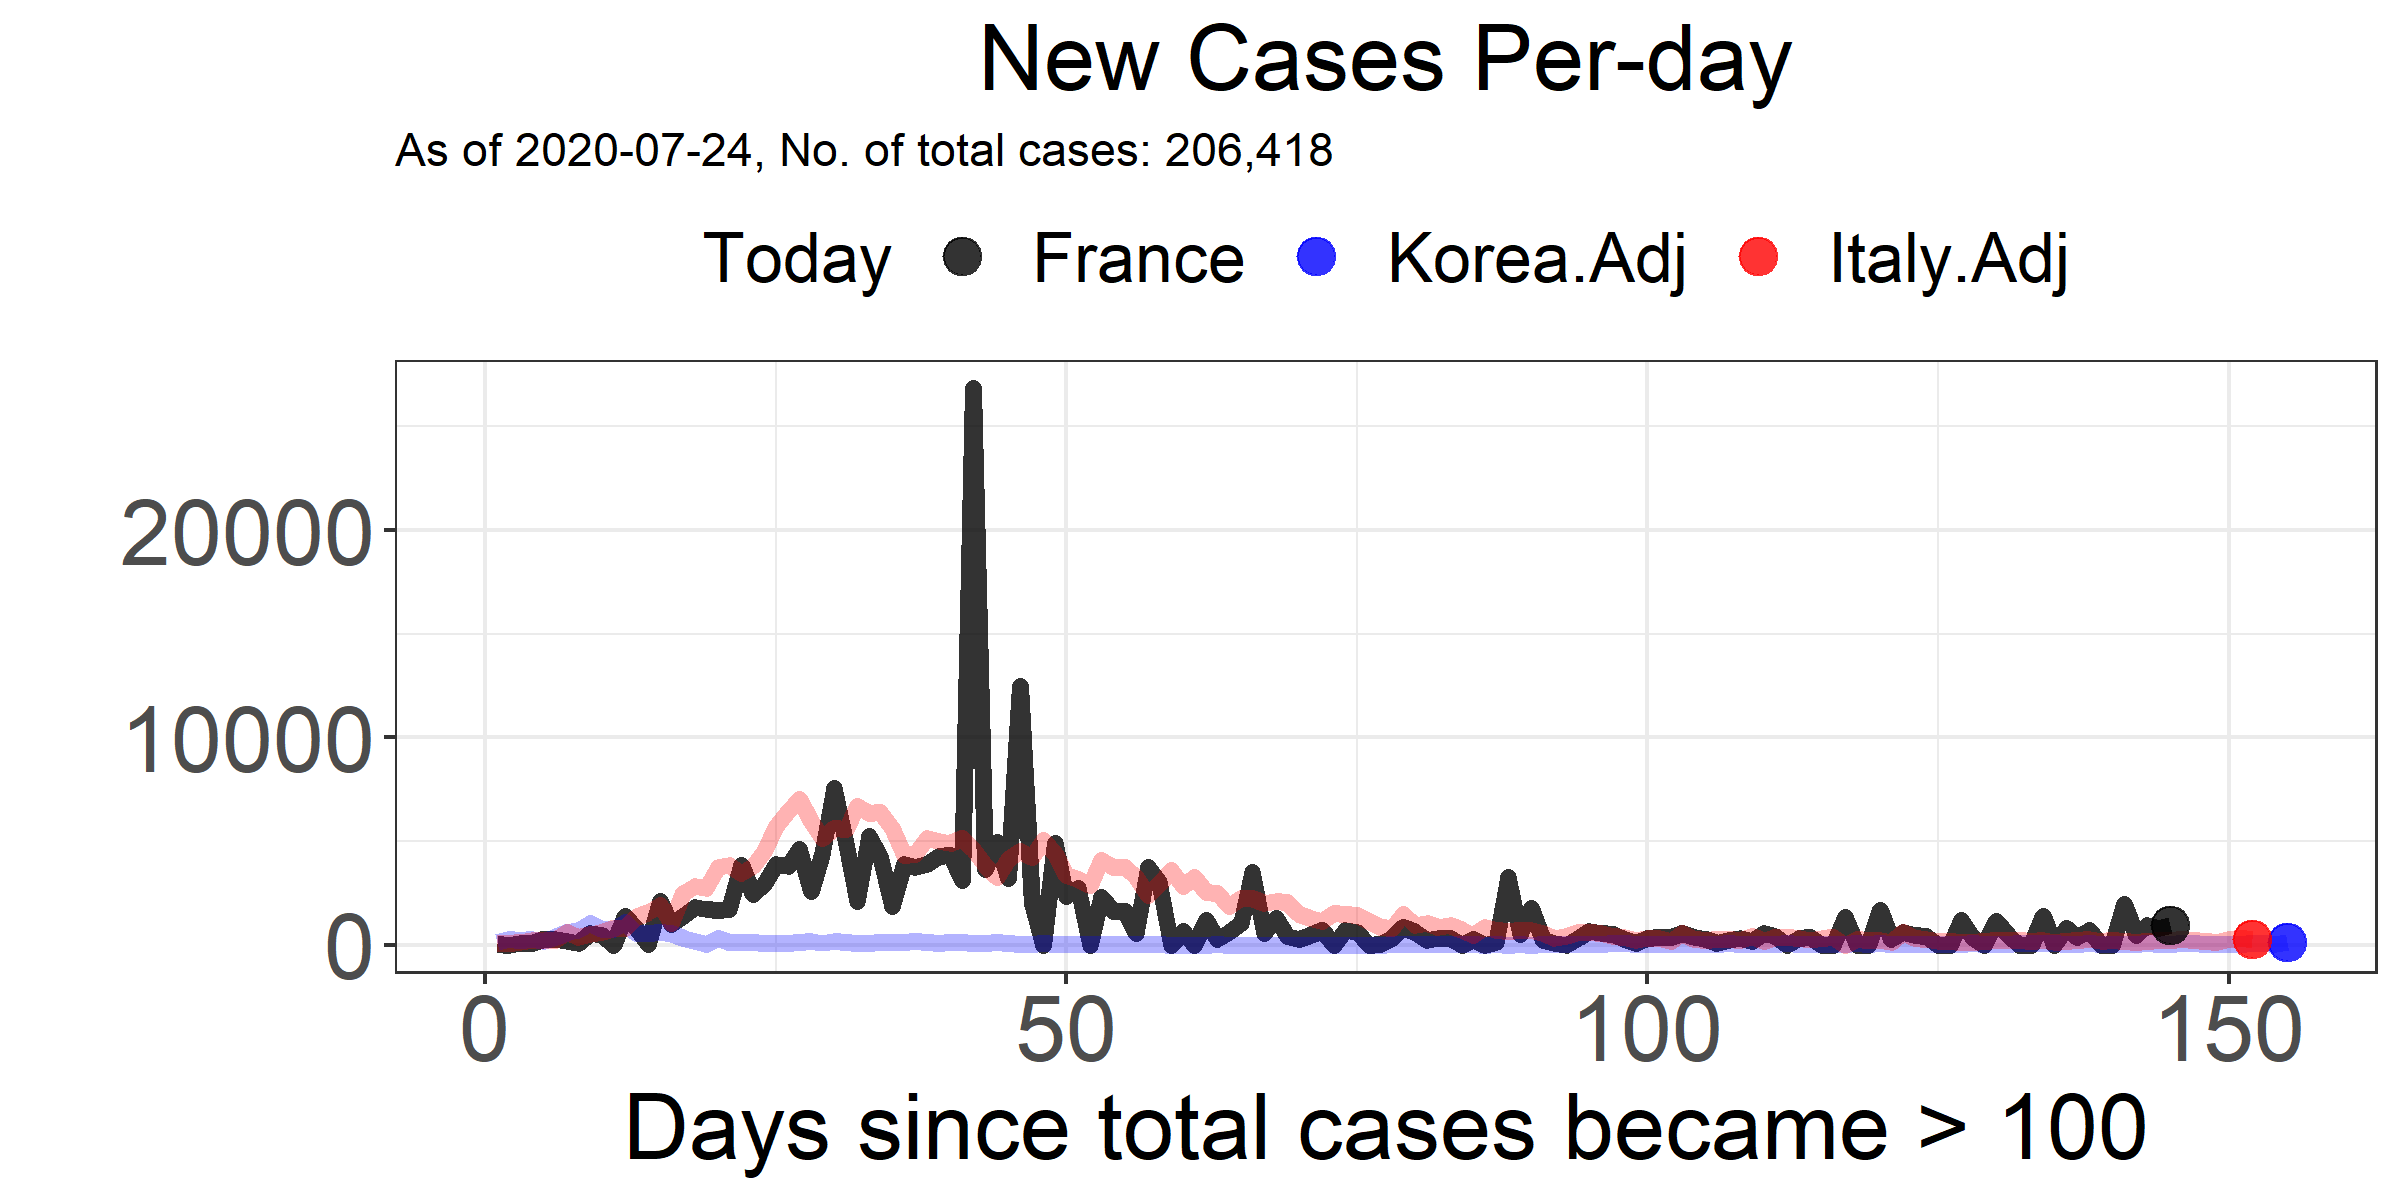 New Cases Per-day
As of 2020-07-24, No. of total cases: 206,418
Today France Korea.Adj Italy.Adj
20000
10000
0
0 50 100 150
Days since total cases became > 100